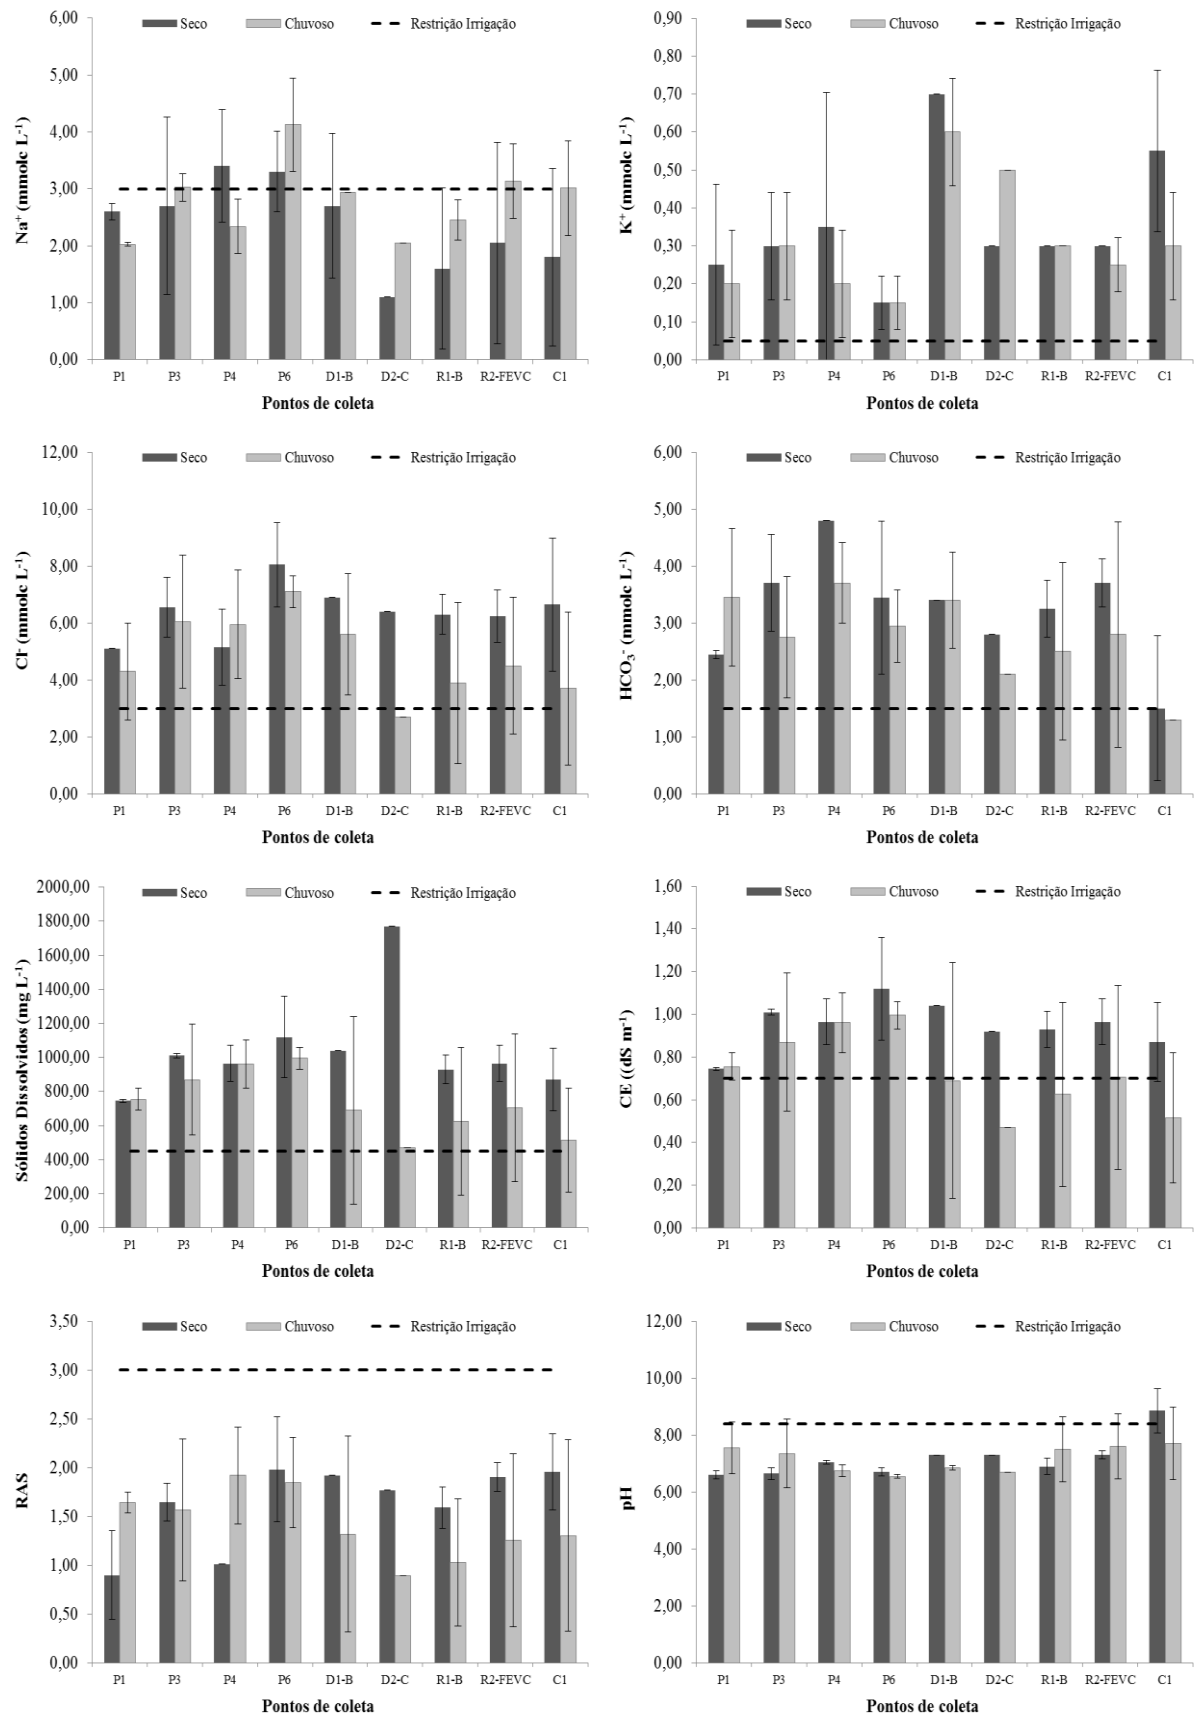 Seco Chuvoso Restrição Irrigação
6,00
5,00
4,00
3,00
2,00
1,00
0,00
Na⁺ (mmolc L⁻¹)
P1 P3 P4 P6 D1-B D2-C R1-B R2-FEVC C1
Pontos de coleta
Seco Chuvoso Restrição Irrigação
0,90
0,80
0,70
0,60
0,50
0,40
0,30
0,20
0,10
0,00
K⁺ (mmolc L⁻¹)
P1 P3 P4 P6 D1-B D2-C R1-B R2-FEVC C1
Pontos de coleta
Seco Chuvoso Restrição Irrigação
12,00
10,00
8,00
6,00
4,00
2,00
0,00
Cl⁻ (mmolc L⁻¹)
P1 P3 P4 P6 D1-B D2-C R1-B R2-FEVC C1
Pontos de coleta
Seco Chuvoso Restrição Irrigação
6,00
5,00
4,00
3,00
2,00
1,00
0,00
HCO₃⁻ (mmolc L⁻¹)
P1 P3 P4 P6 D1-B D2-C R1-B R2-FEVC C1
Pontos de coleta
Seco Chuvoso Restrição Irrigação
2000,00
1800,00
1600,00
1400,00
1200,00
1000,00
800,00
600,00
400,00
200,00
0,00
Sólidos Dissolvidos (mg L⁻¹)
P1 P3 P4 P6 D1-B D2-C R1-B R2-FEVC C1
Pontos de coleta
Seco Chuvoso Restrição Irrigação
1,60
1,40
1,20
1,00
0,80
0,60
0,40
0,20
0,00
CE ((dS m⁻¹)
P1 P3 P4 P6 D1-B D2-C R1-B R2-FEVC C1
Pontos de coleta
Seco Chuvoso Restrição Irrigação
3,50
3,00
2,50
2,00
1,50
1,00
0,50
0,00
RAS
P1 P3 P4 P6 D1-B D2-C R1-B R2-FEVC C1
Pontos de coleta
Seco Chuvoso Restrição Irrigação
12,00
10,00
8,00
6,00
4,00
2,00
0,00
pH
P1 P3 P4 P6 D1-B D2-C R1-B R2-FEVC C1
Pontos de coleta